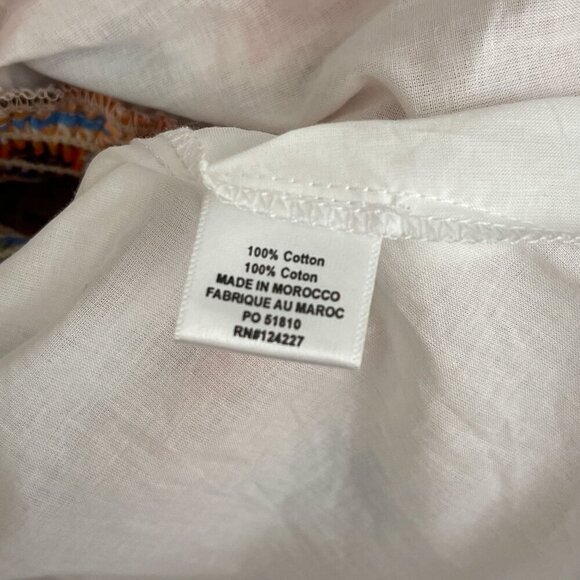 100% Cotton
100% Coton
MADE IN MOROCCO
FABRIQUE AU MAROC
PO 51810
RN#124227